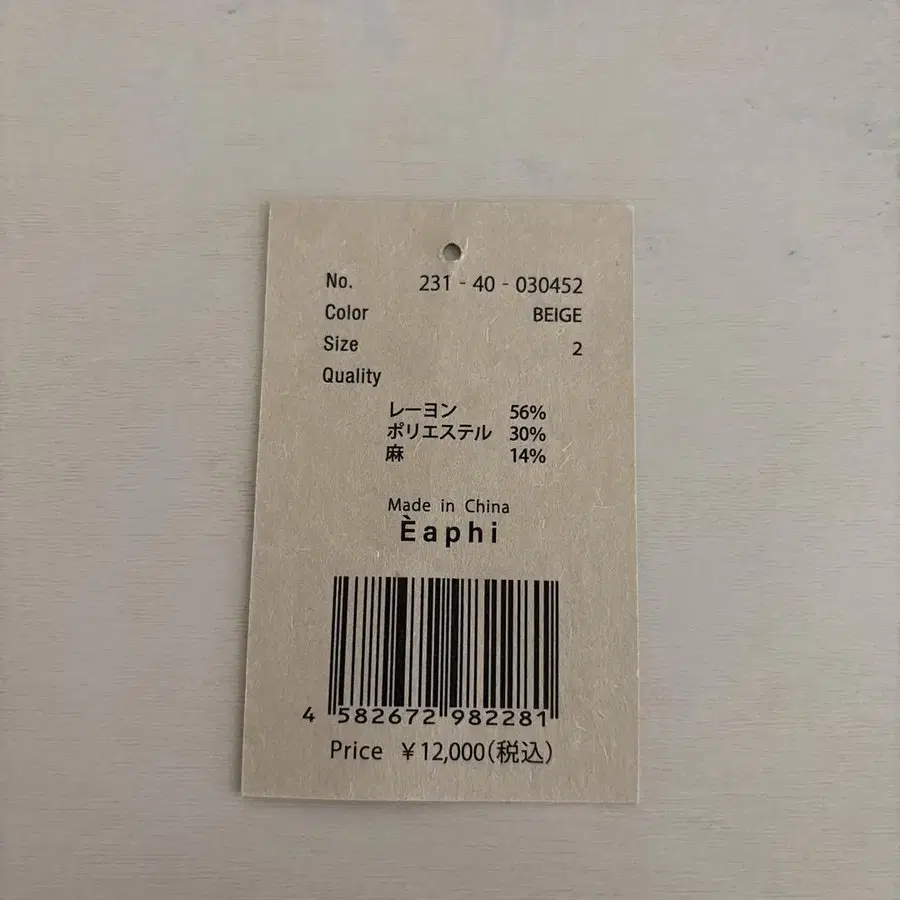 No. 231 - 40 - 030452
Color BEIGE
Size 2
Quality
レーヨン 56%
ポリエステル 30%
麻 14%
Made in China
Èaphi
4 582672 982281
Price ¥12,000(税込)